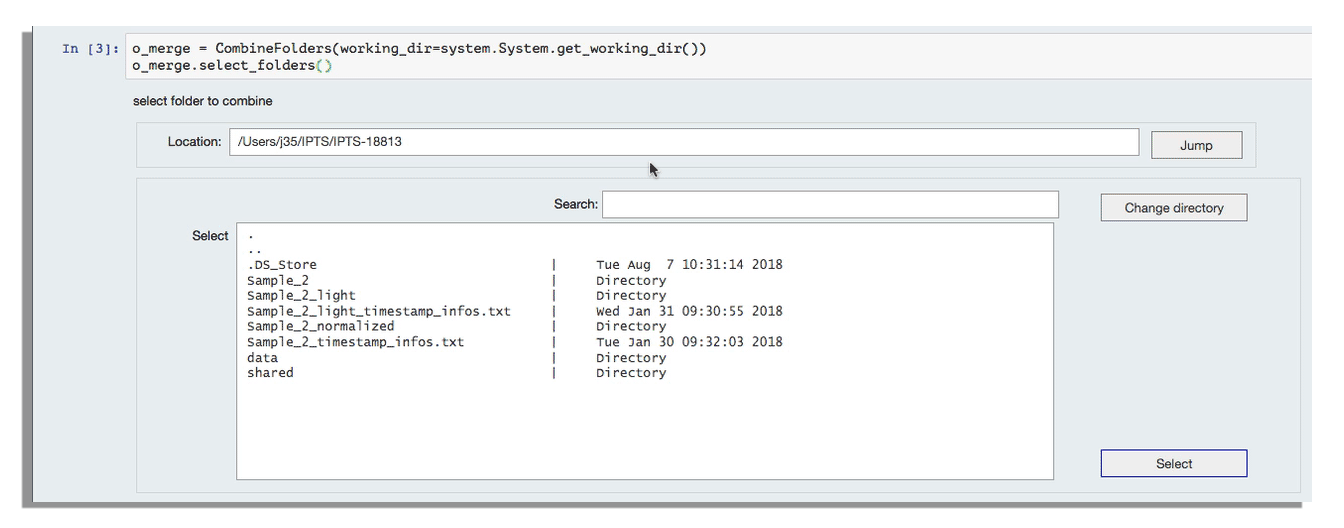 In [3]: o_merge = CombineFolders(working_dir=system.System.get_working_dir())
o_merge.select_folders()
select folder to combine
Location: /Users/j35/IPTS/IPTS-18813 Jump
Search: Change directory
Select .
..
.DS_Store | Tue Aug  7 10:31:14 2018
Sample_2 | Directory
Sample_2_light | Directory
Sample_2_light_timestamp_infos.txt | Wed Jan 31 09:30:55 2018
Sample_2_normalized | Directory
Sample_2_timestamp_infos.txt | Tue Jan 30 09:32:03 2018
data | Directory
shared | Directory
Select